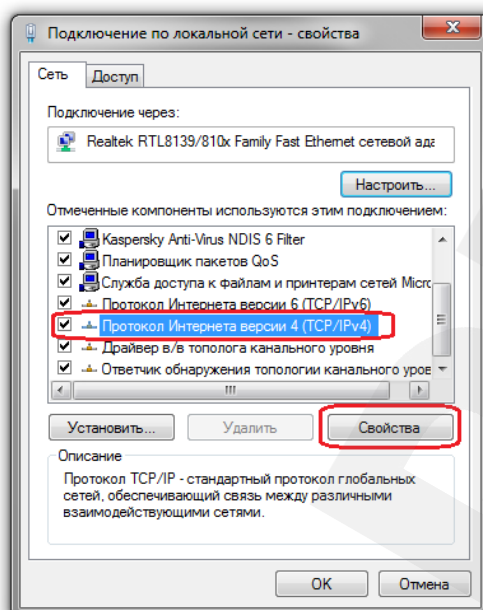 Подключение по локальной сети - свойства
Сеть Доступ
Подключение через:
Realtek RTL8139/810x Family Fast Ethernet сетевой ада
Настроить...
Отмеченные компоненты используются этим подключением:
Kaspersky Anti-Virus NDIS 6 Filter
Планировщик пакетов QoS
Служба доступа к файлам и принтерам сетей Micro
Протокол Интернета версии 6 (TCP/IPv6)
Протокол Интернета версии 4 (TCP/IPv4)
Драйвер в/в тополога канального уровня
Ответчик обнаружения топологии канального уров
Установить... Удалить Свойства
Описание
Протокол TCP/IP - стандартный протокол глобальных
сетей, обеспечивающий связь между различными
взаимодействующими сетями.
OK Отмена